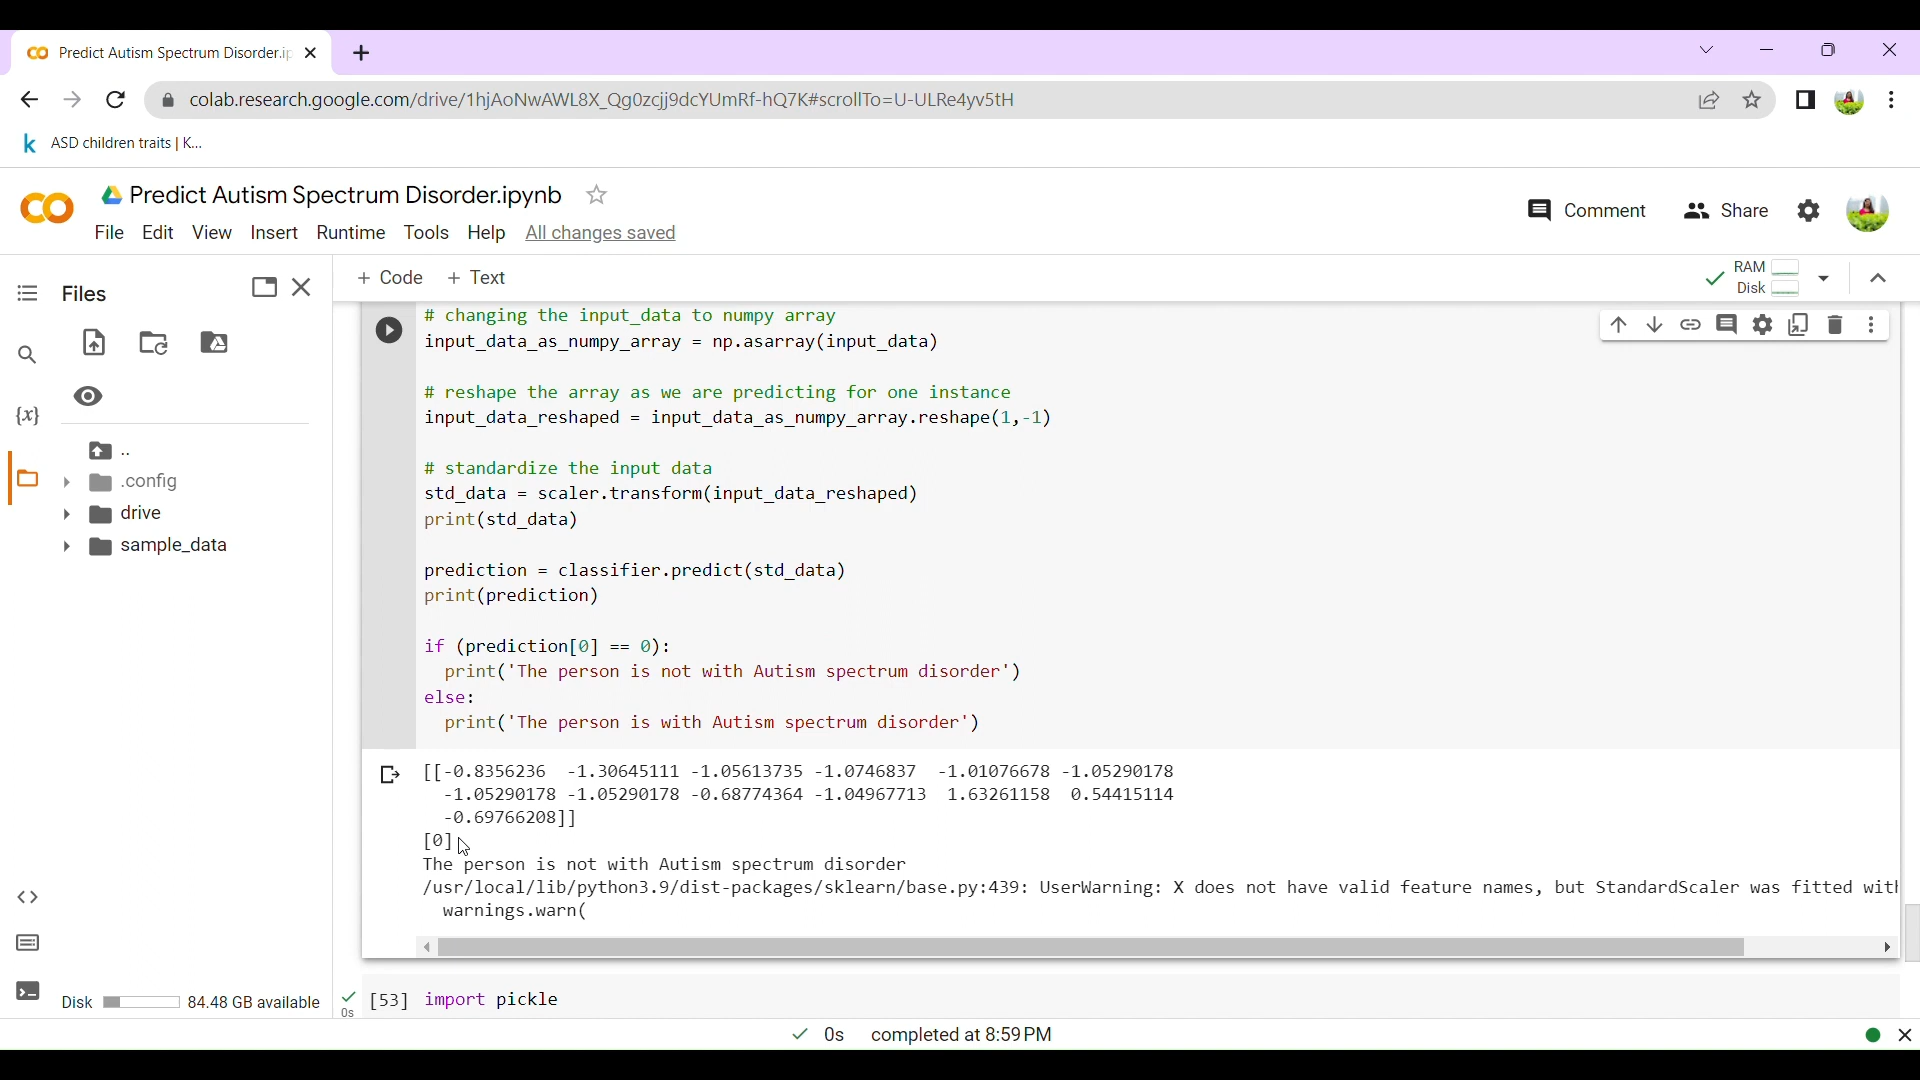 Predict Autism Spectrum Disorder.ip
colab.research.google.com/drive/1hjAoNwAWL8X_Qg0zcjj9dcYUmRf-hQ7K#scrollTo=U-ULRe4yv5tH
k ASD children traits | K...
Predict Autism Spectrum Disorder.ipynb
Comment Share
File Edit View Insert Runtime Tools Help All changes saved
Files
+ Code + Text
RAM
Disk
# changing the input_data to numpy array
input_data_as_numpy_array = np.asarray(input_data)
# reshape the array as we are predicting for one instance
input_data_reshaped = input_data_as_numpy_array.reshape(1,-1)
# standardize the input data
std_data = scaler.transform(input_data_reshaped)
print(std_data)
prediction = classifier.predict(std_data)
print(prediction)
if (prediction[0] == 0):
print('The person is not with Autism spectrum disorder')
else:
print('The person is with Autism spectrum disorder')
{x}
..
.config
drive
sample_data
[[-0.8356236 -1.30645111 -1.05613735 -1.0746837 -1.01076678 -1.05290178
-1.05290178 -1.05290178 -0.68774364 -1.04967713 1.63261158 0.54415114
-0.69766208]]
[0]
The person is not with Autism spectrum disorder
/usr/local/lib/python3.9/dist-packages/sklearn/base.py:439: UserWarning: X does not have valid feature names, but StandardScaler was fitted with
warnings.warn(
Disk 84.48 GB available
0s
[53] import pickle
0s completed at 8:59 PM